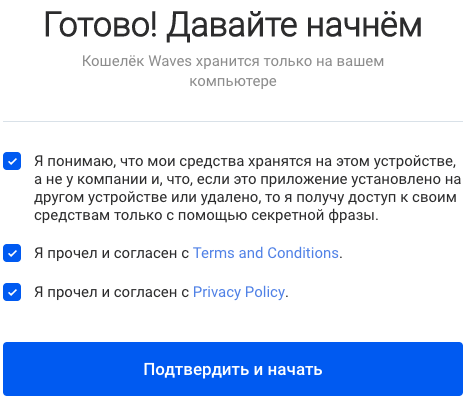 Готово! Давайте начнём
Кошелёк Waves хранится только на вашем
компьютере
Я понимаю, что мои средства хранятся на этом устройстве,
а не у компании и, что, если это приложение установлено на
другом устройстве или удалено, то я получу доступ к своим
средствам только с помощью секретной фразы.
Я прочел и согласен с Terms and Conditions.
Я прочел и согласен с Privacy Policy.
Подтвердить и начать